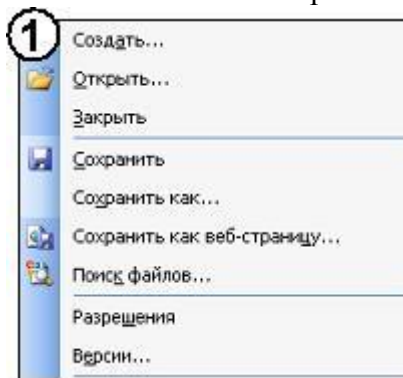 1
Создать...
Открыть...
Закрыть
Сохранить
Сохранить как...
Сохранить как веб-страницу...
Поиск файлов...
Разрешения
Версии...